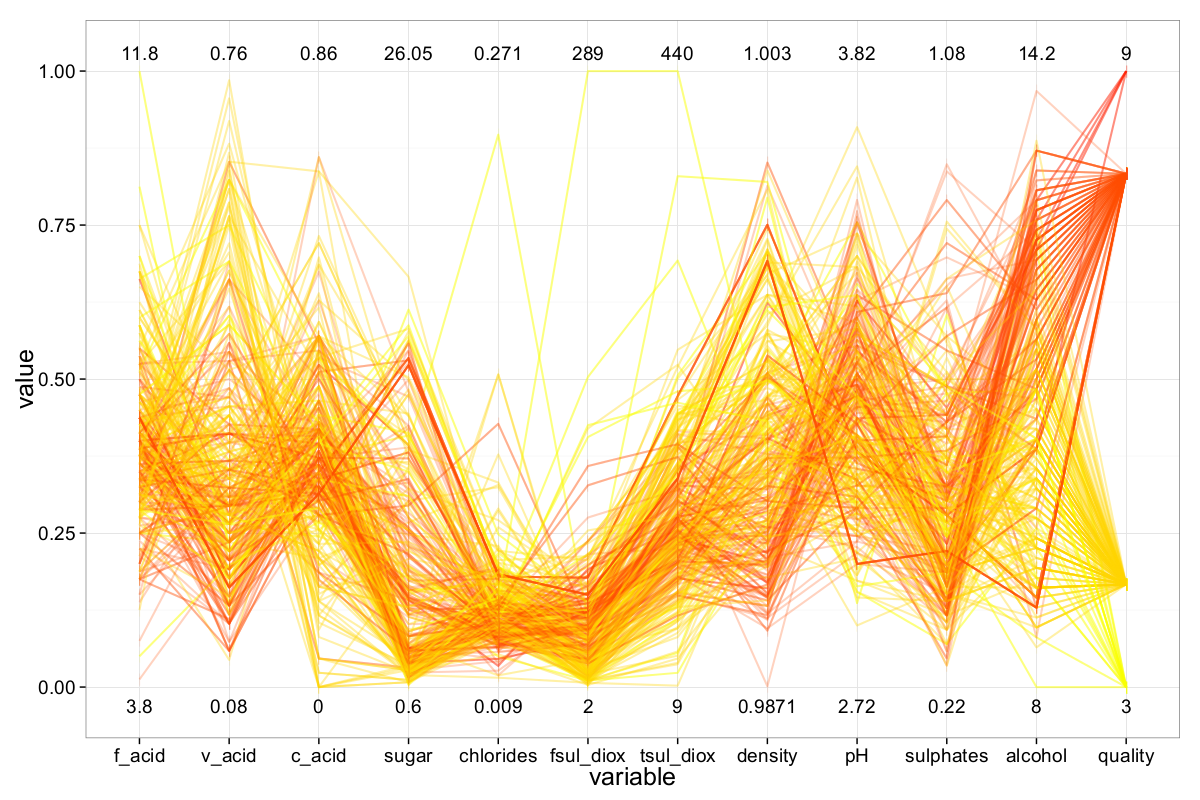 11.8 0.76 0.86 26.05 0.271 289 440 1.003 3.82 1.08 14.2 9
1.00
0.75
0.50
0.25
0.00
value
3.8 0.08 0 0.6 0.009 2 9 0.9871 2.72 0.22 8 3
f_acid v_acid c_acid sugar chlorides fsul_diox tsul_diox density pH sulphates alcohol quality
variable